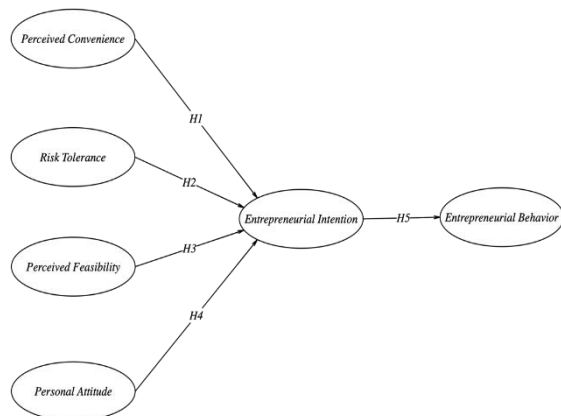 Perceived Convenience
H1
Risk Tolerance
H2
Entrepreneurial Intention
H5
Entrepreneurial Behavior
H3
Perceived Feasibility
H4
Personal Attitude